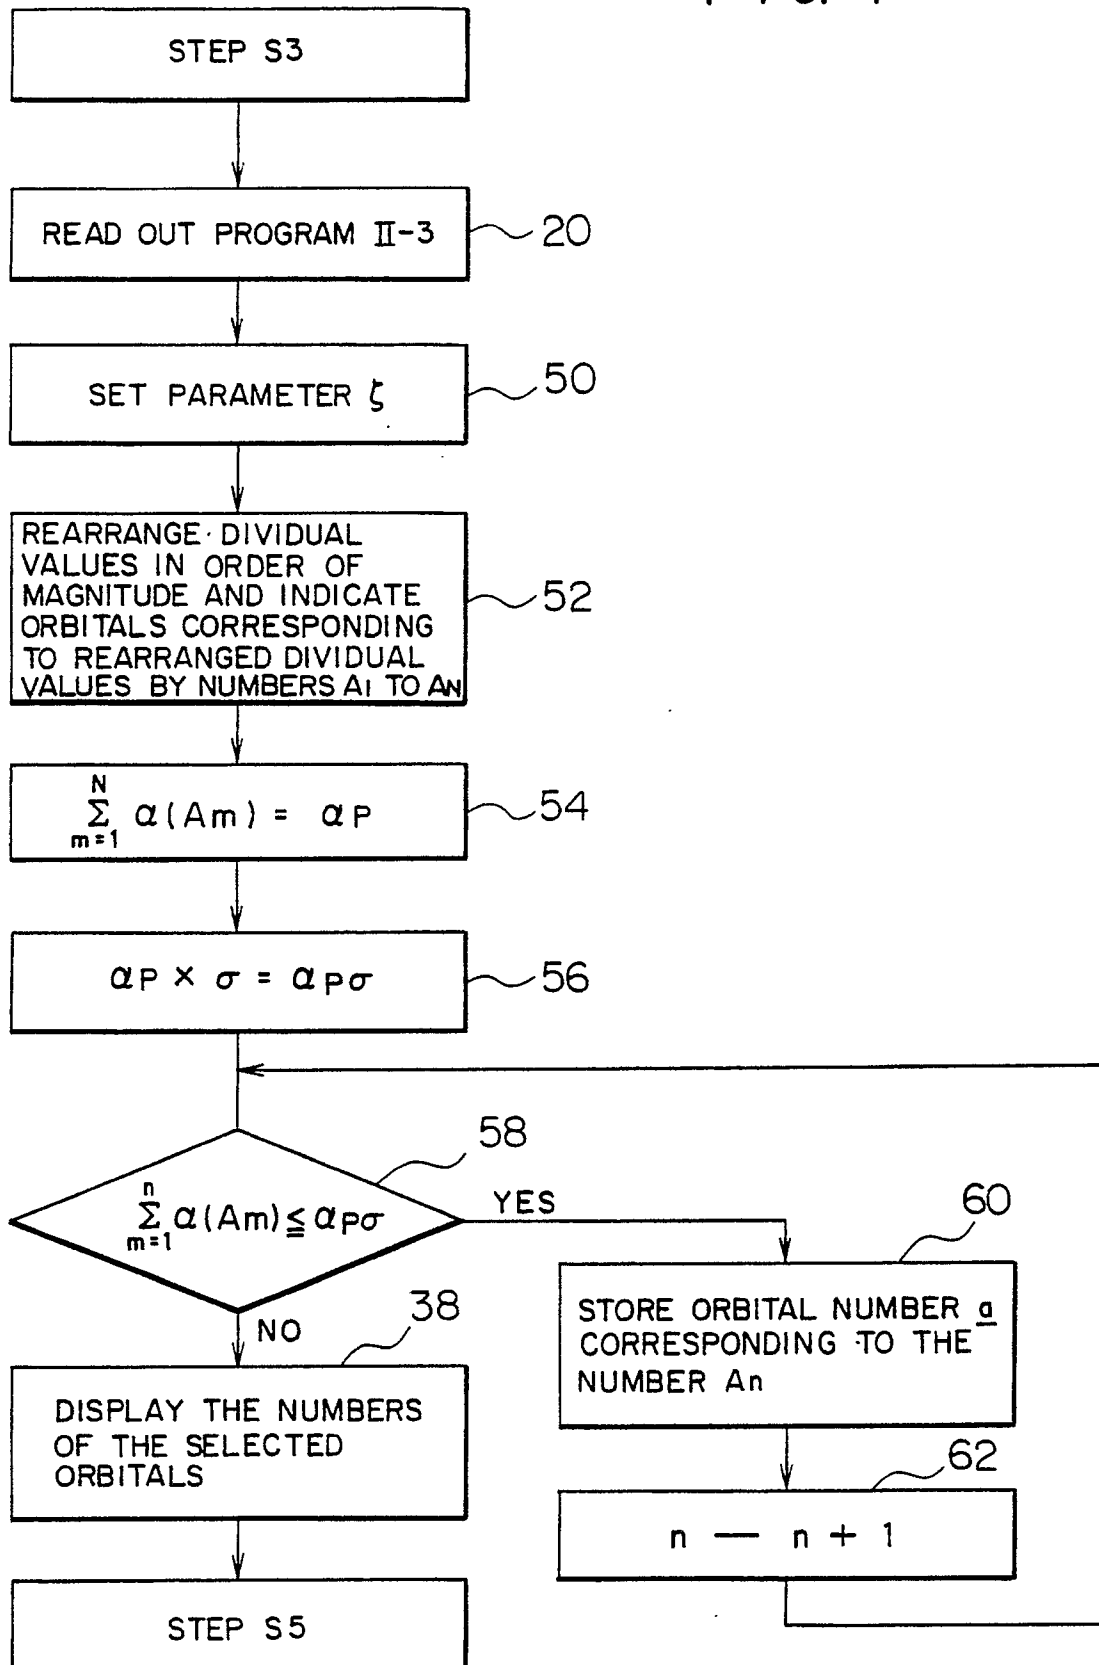 STEP S3
READ OUT PROGRAM II-3
20
SET PARAMETER ζ
50
REARRANGE DIVIDUAL
VALUES IN ORDER OF
MAGNITUDE AND INDICATE
ORBITALS CORRESPONDING
TO REARRANGED DIVIDUAL
VALUES BY NUMBERS A1 TO AN
52
N
Σ α(Am) = αP
m=1
54
αP × σ = αPσ
56
58
n
Σ α(Am) ≦ αPσ
m=1
YES
NO
60
STORE ORBITAL NUMBER a
CORRESPONDING TO THE
NUMBER An
38
DISPLAY THE NUMBERS
OF THE SELECTED
ORBITALS
62
n — n + 1
STEP S5